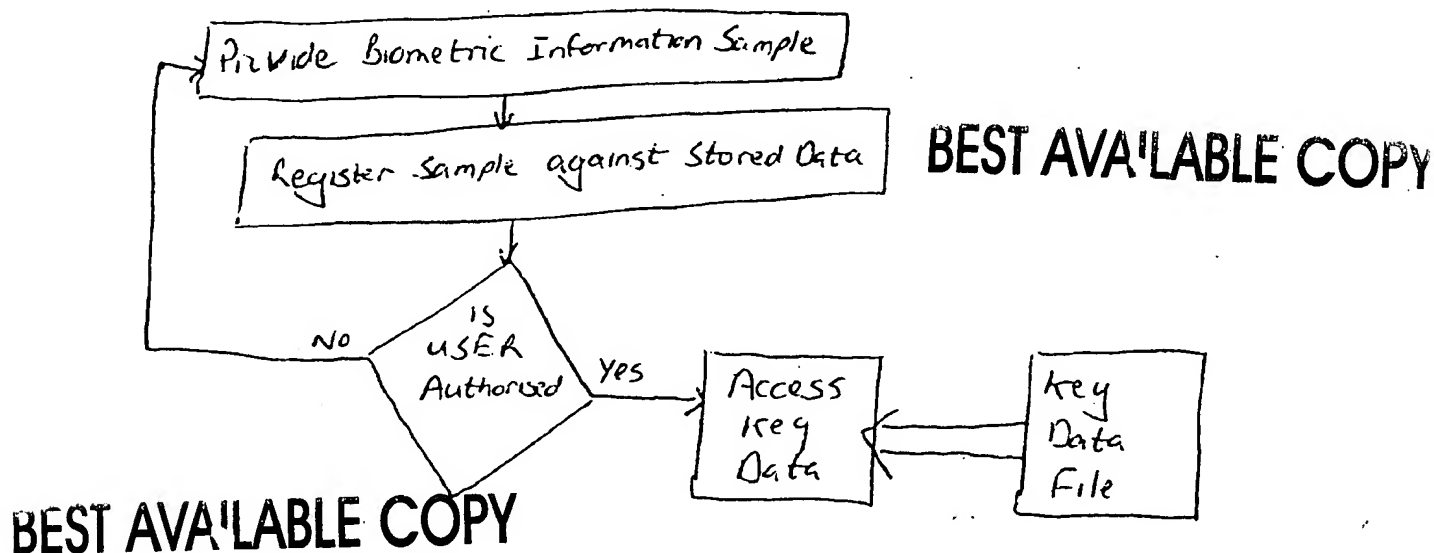 Provide Biometric Information Sample
Register Sample against Stored Data
BEST AVAILABLE COPY
is
USER
Authorised
No
Yes
Access
Key
Data
Key
Data
File
BEST AVAILABLE COPY